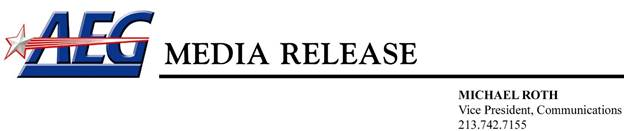 AEG MEDIA RELEASE
MICHAEL ROTH
Vice President, Communications
213.742.7155